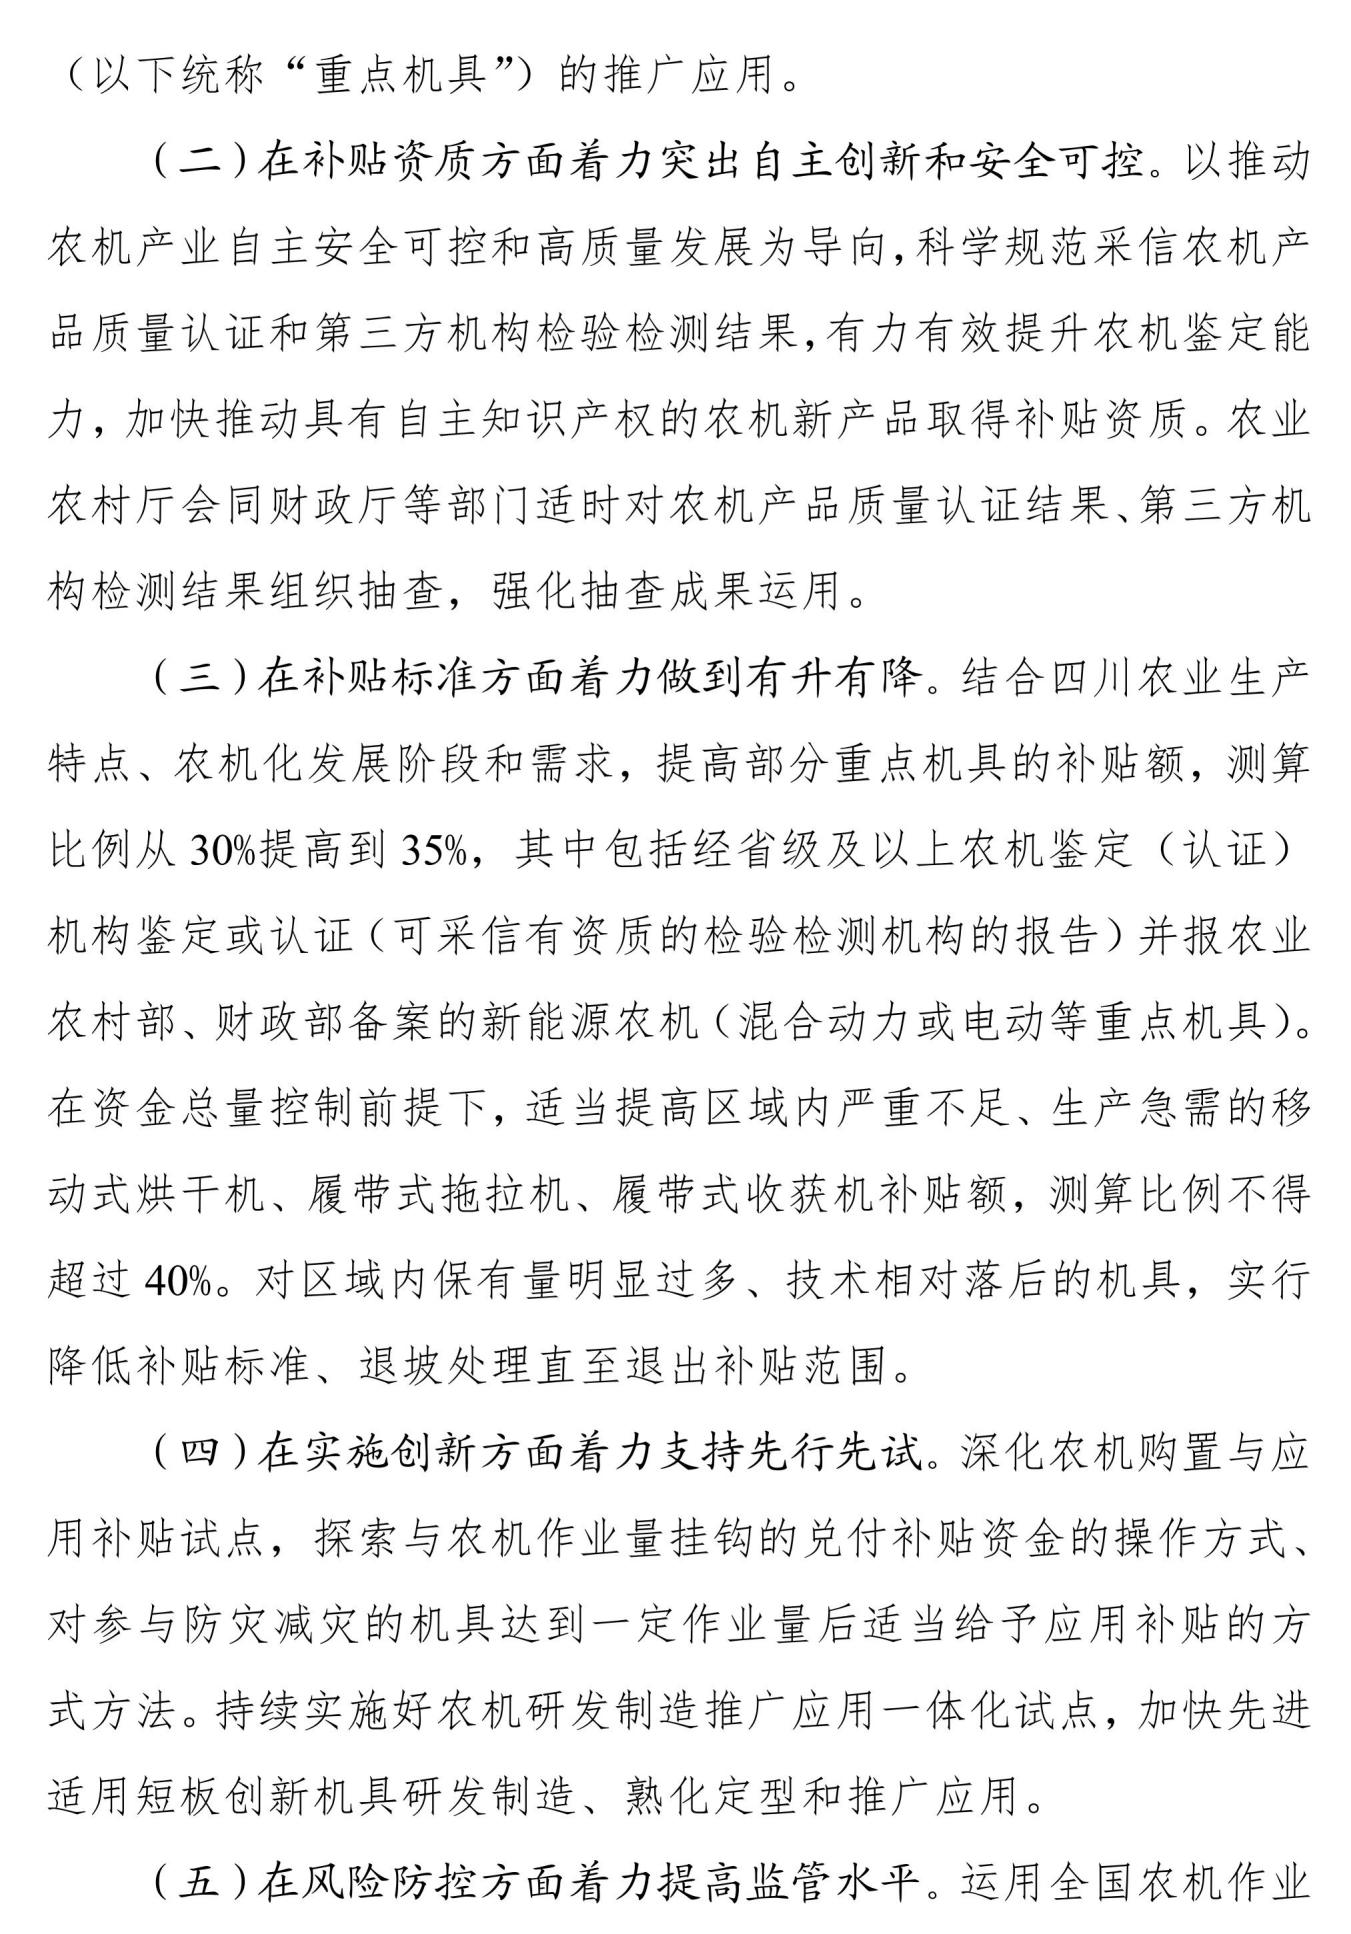 （以下统称“重点机具”）的推广应用。
（二）在补贴资质方面着力突出自主创新和安全可控。以推动
农机产业自主安全可控和高质量发展为导向，科学规范采信农机产
品质量认证和第三方机构检验检测结果，有力有效提升农机鉴定能
力，加快推动具有自主知识产权的农机新产品取得补贴资质。农业
农村厅会同财政厅等部门适时对农机产品质量认证结果、第三方机
构检测结果组织抽查，强化抽查成果运用。
（三）在补贴标准方面着力做到有升有降。结合四川农业生产
特点、农机化发展阶段和需求，提高部分重点机具的补贴额，测算
比例从 30%提高到 35%，其中包括经省级及以上农机鉴定（认证）
机构鉴定或认证（可采信有资质的检验检测机构的报告）并报农业
农村部、财政部备案的新能源农机（混合动力或电动等重点机具）。
在资金总量控制前提下，适当提高区域内严重不足、生产急需的移
动式烘干机、履带式拖拉机、履带式收获机补贴额，测算比例不得
超过 40%。对区域内保有量明显过多、技术相对落后的机具，实行
降低补贴标准、退坡处理直至退出补贴范围。
（四）在实施创新方面着力支持先行先试。深化农机购置与应
用补贴试点，探索与农机作业量挂钩的兑付补贴资金的操作方式、
对参与防灾减灾的机具达到一定作业量后适当给予应用补贴的方
式方法。持续实施好农机研发制造推广应用一体化试点，加快先进
适用短板创新机具研发制造、熟化定型和推广应用。
（五）在风险防控方面着力提高监管水平。运用全国农机作业